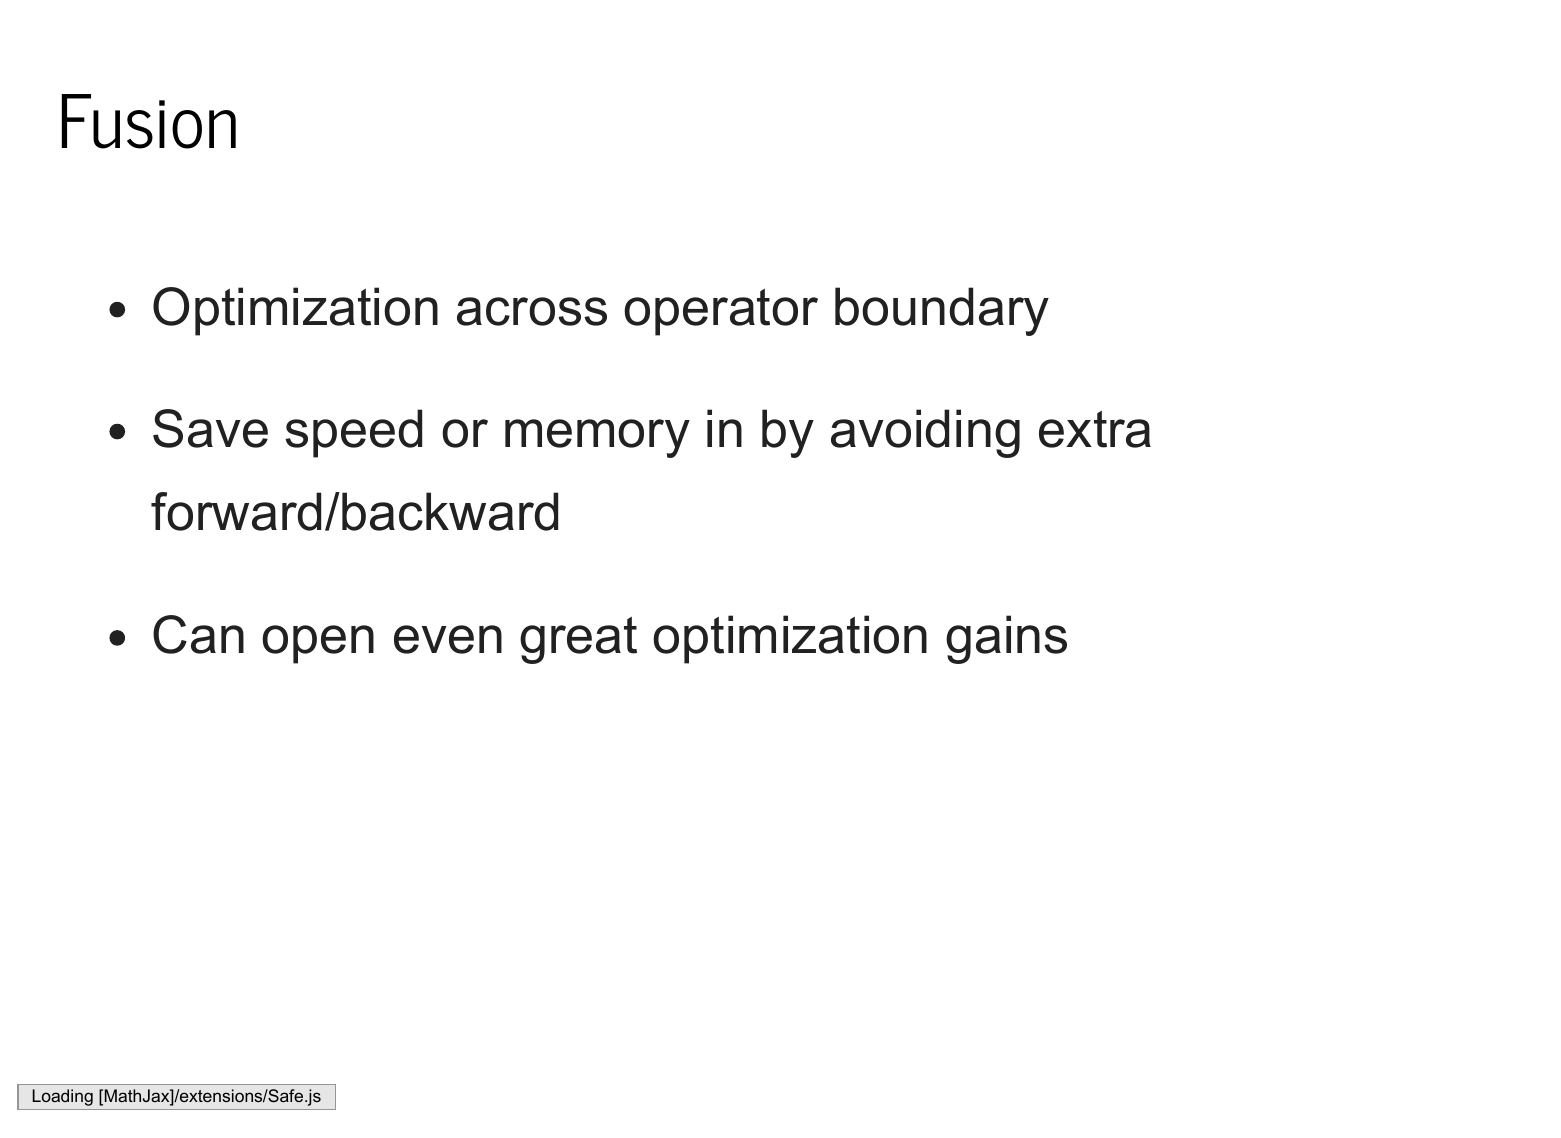 Fusion
• Optimization across operator boundary
• Save speed or memory in by avoiding extra
forward/backward
• Can open even great optimization gains
Loading [MathJax]/extensions/Safe.js